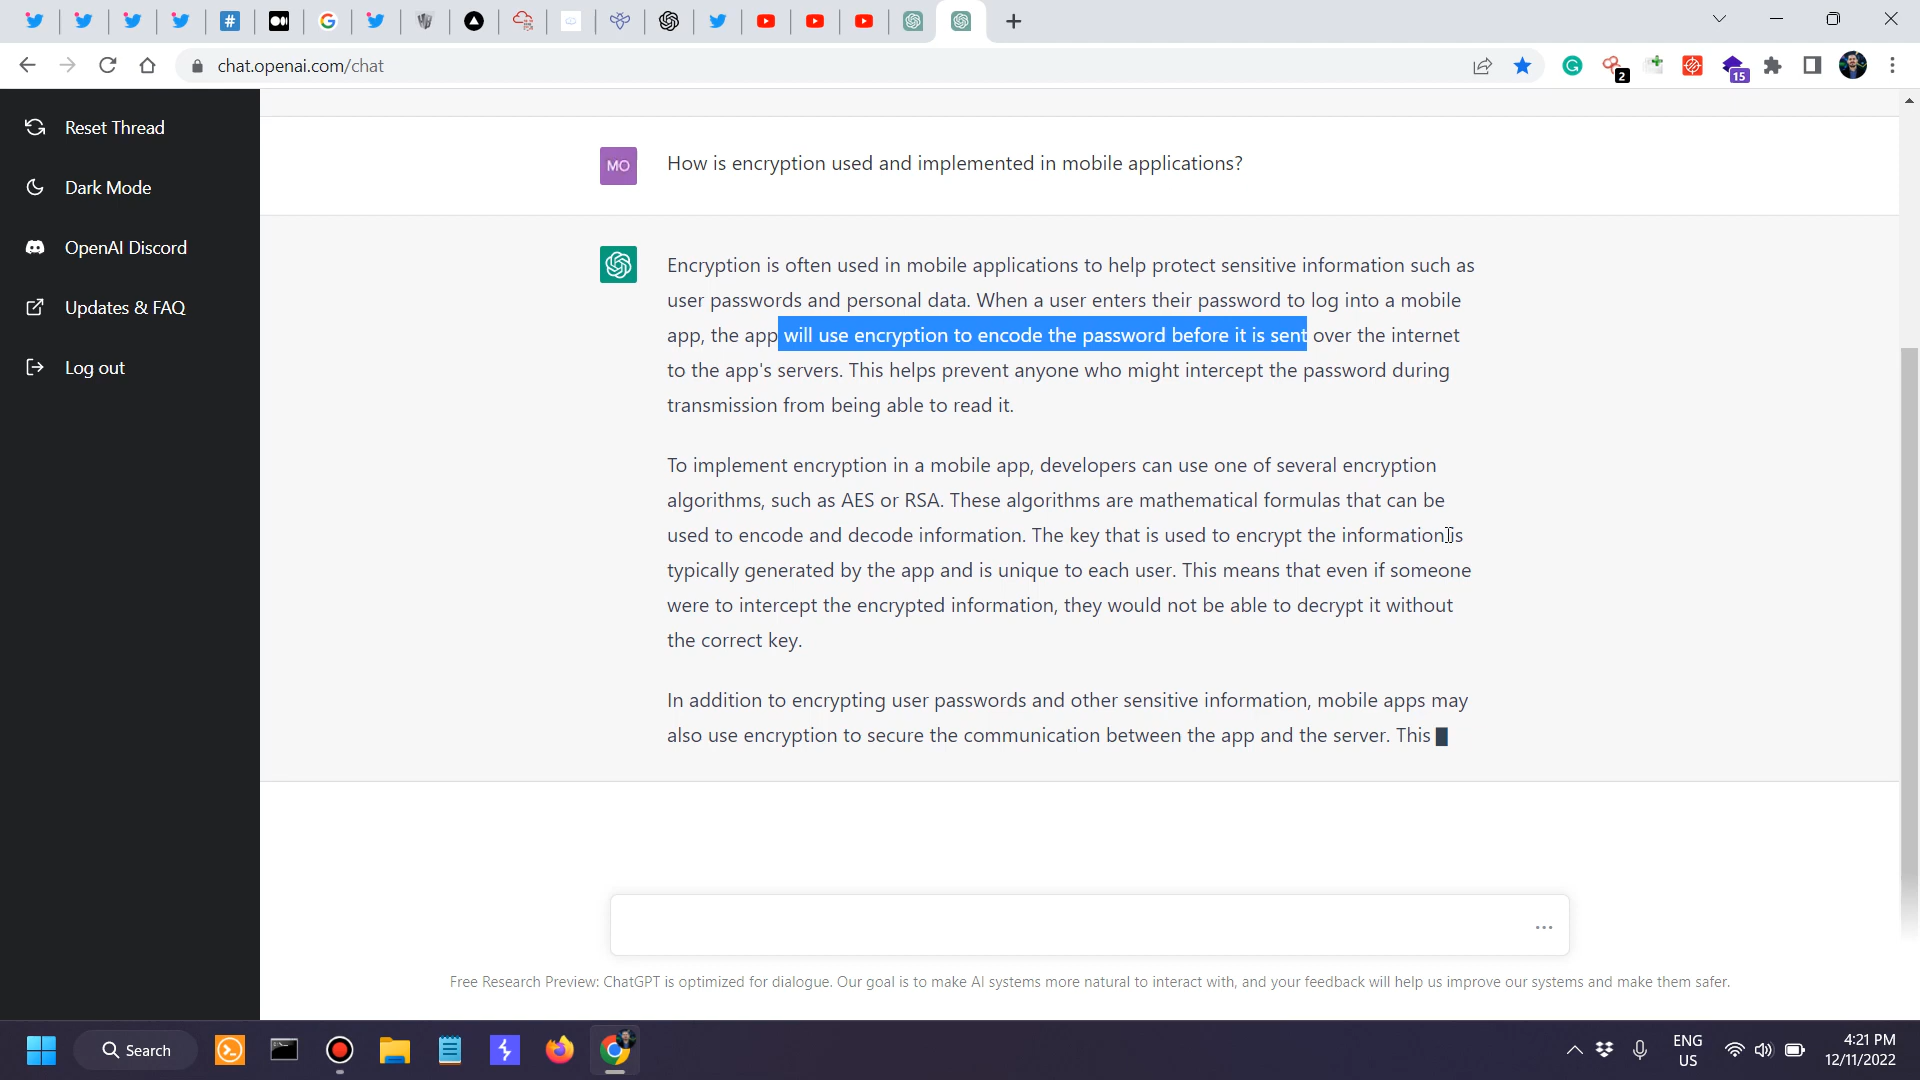 chat.openai.com/chat
2
15
Reset Thread
Dark Mode
OpenAI Discord
Updates & FAQ
Log out
MO
How is encryption used and implemented in mobile applications?
Encryption is often used in mobile applications to help protect sensitive information such as
user passwords and personal data. When a user enters their password to log into a mobile
app, the app will use encryption to encode the password before it is sent over the internet
to the app's servers. This helps prevent anyone who might intercept the password during
transmission from being able to read it.
To implement encryption in a mobile app, developers can use one of several encryption
algorithms, such as AES or RSA. These algorithms are mathematical formulas that can be
used to encode and decode information. The key that is used to encrypt the information is
typically generated by the app and is unique to each user. This means that even if someone
were to intercept the encrypted information, they would not be able to decrypt it without
the correct key.
In addition to encrypting user passwords and other sensitive information, mobile apps may
also use encryption to secure the communication between the app and the server. This
Free Research Preview: ChatGPT is optimized for dialogue. Our goal is to make AI systems more natural to interact with, and your feedback will help us improve our systems and make them safer.
Search
ENG
US
4:21 PM
12/11/2022